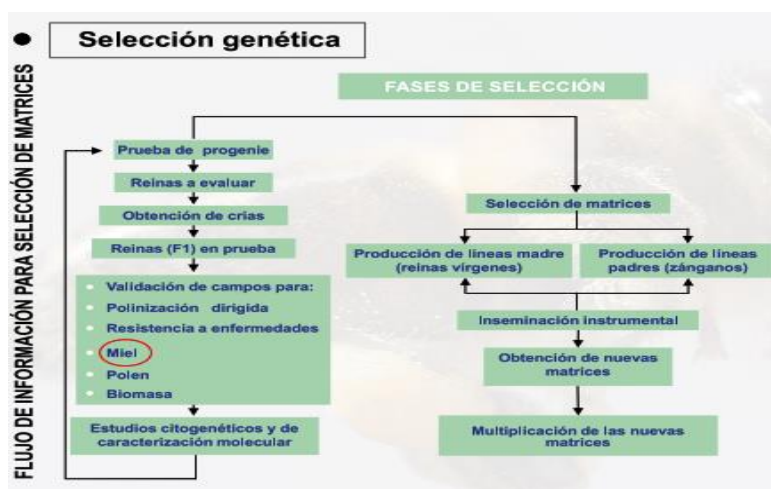 Selección genética
FLUJO DE INFORMACIÓN PARA SELECCIÓN DE MATRICES
FASES DE SELECCIÓN
Prueba de progenie
Reinas a evaluar
Obtención de crias
Reinas (F1) en prueba
Validación de campos para:
Polinización dirigida
Resistencia a enfermedades
Miel
Polen
Biomasa
Estudios citogenéticos y de
caracterización molecular
Selección de matrices
Producción de líneas madre
(reinas vírgenes)
Producción de líneas
padres (zánganos)
Inseminación instrumental
Obtención de nuevas
matrices
Multiplicación de las nuevas
matrices